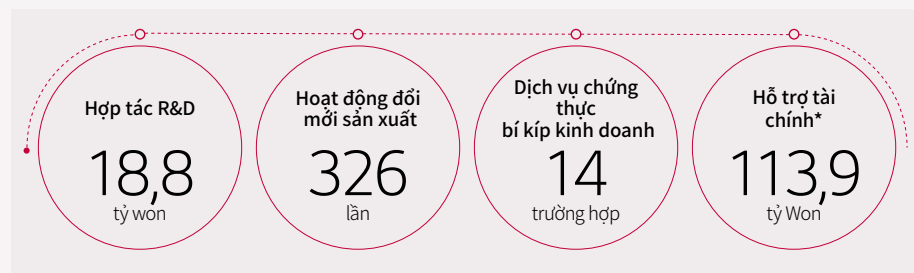 Hợp tác R&D
18,8
tỷ won
Hoạt động đổi
mới sản xuất
326
lần
Dịch vụ chứng
thực
bí kíp kinh doanh
14
trường hợp
Hỗ trợ tài
chính*
113,9
tỷ Won